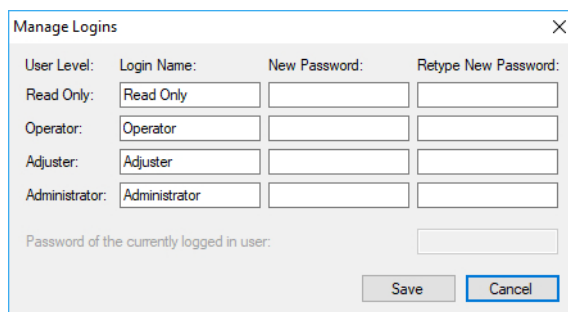 Manage Logins
User Level: Login Name: New Password: Retype New Password:
Read Only: Read Only
Operator: Operator
Adjuster: Adjuster
Administrator: Administrator
Password of the currently logged in user:
Save Cancel